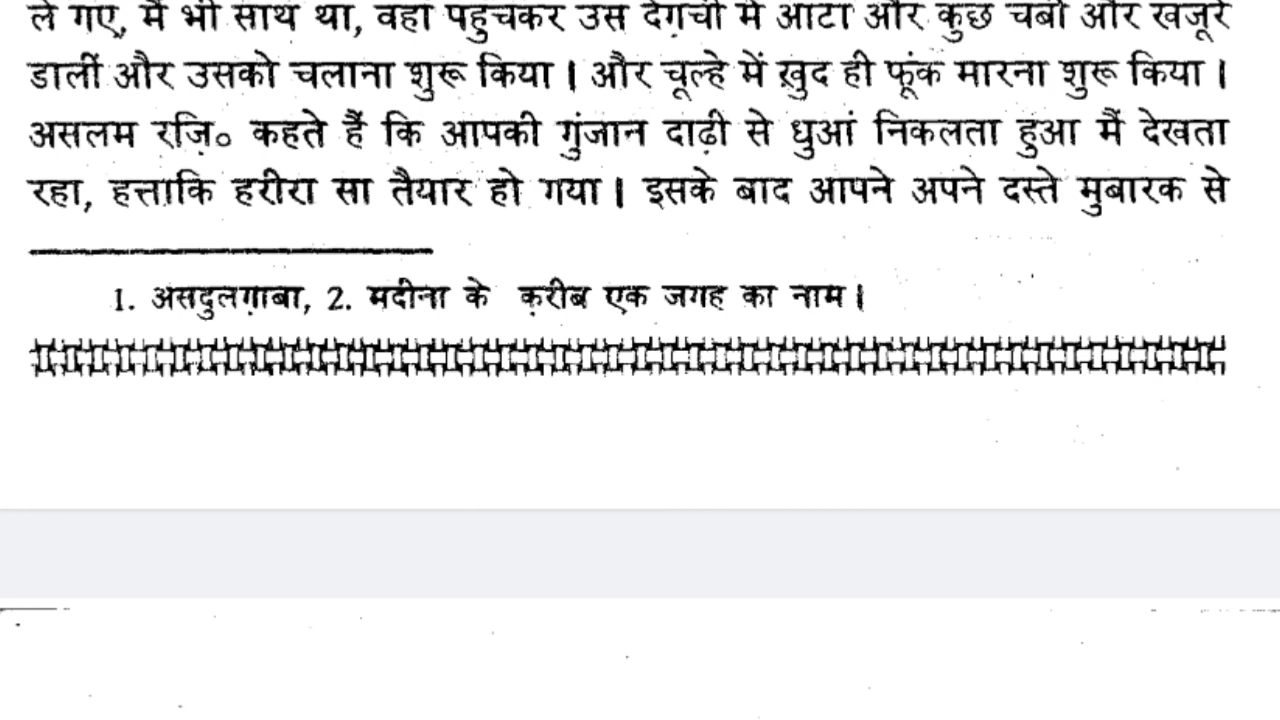 ले गए, मैं भी साथ था, वहां पहुंचकर उस देग़ची में आटा और कुछ चर्बी और खजूरें
डालीं और उसको चलाना शुरू किया। और चूल्हे में ख़ुद ही फूंक मारना शुरू किया।
असलम रज़ि॰ कहते हैं कि आपकी गुंजान दाढ़ी से धुआं निकलता हुआ मैं देखता
रहा, हत्ताकि हरीरा सा तैयार हो गया। इसके बाद आपने अपने दस्ते मुबारक से
1. असदुलग़ाबा, 2. मदीना के क़रीब एक जगह का नाम।